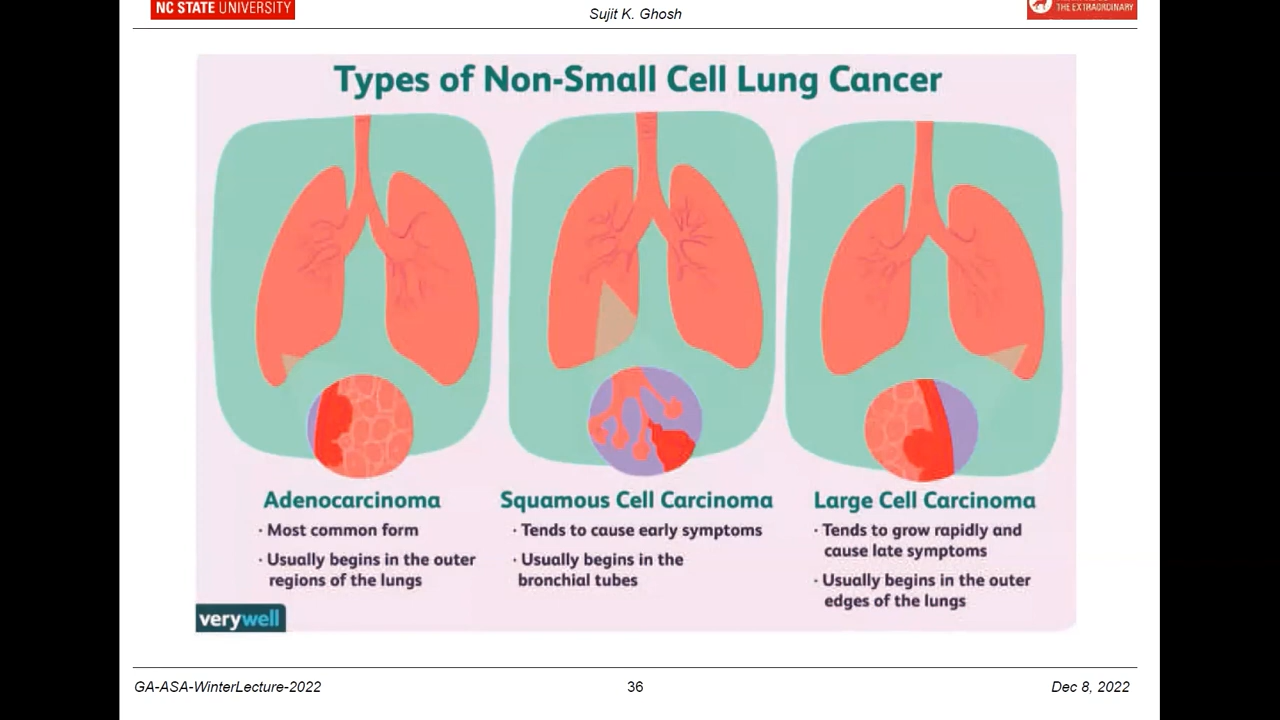 NC STATE UNIVERSITY
Sujit K. Ghosh
THE EXTRAORDINARY
Types of Non-Small Cell Lung Cancer
Adenocarcinoma
· Most common form
· Usually begins in the outer
regions of the lungs
Squamous Cell Carcinoma
· Tends to cause early symptoms
· Usually begins in the
bronchial tubes
Large Cell Carcinoma
· Tends to grow rapidly and
cause late symptoms
· Usually begins in the outer
edges of the lungs
verywell
GA-ASA-WinterLecture-2022
36
Dec 8, 2022